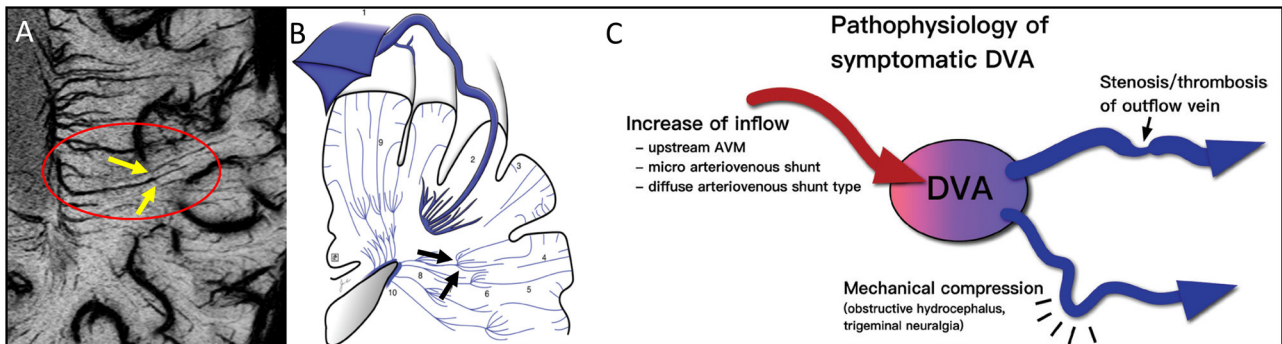 A
B
1
9
2
3
4
8
5
6
10
C
Pathophysiology of
symptomatic DVA
Stenosis/thrombosis
of outflow vein
Increase of inflow
– upstream AVM
– micro arteriovenous shunt
– diffuse arteriovenous shunt type
DVA
Mechanical compression
(obstructive hydrocephalus,
trigeminal neuralgia)